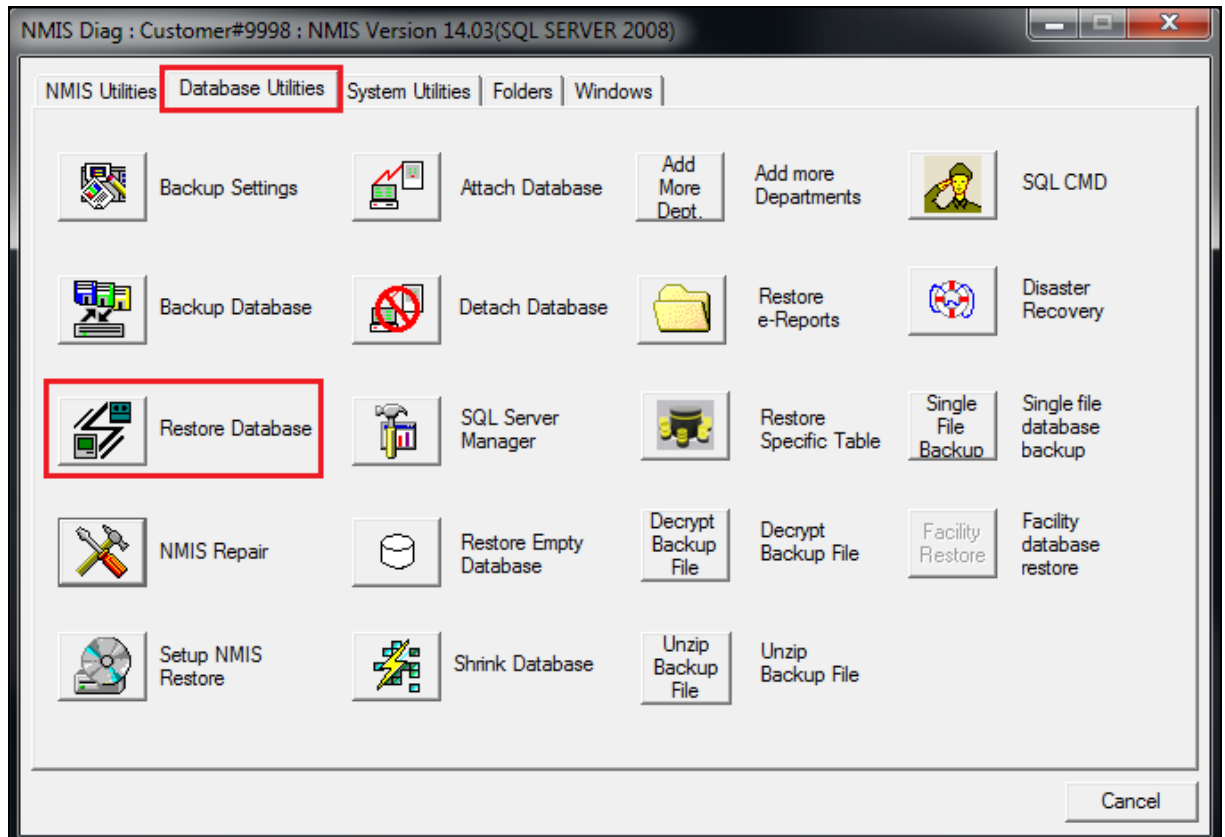 NMIS Diag : Customer#9998 : NMIS Version 14.03(SQL SERVER 2008)
NMIS Utilities
Database Utilities
System Utilities
Folders
Windows
Backup Settings
Attach Database
Add
More
Dept.
Add more
Departments
SQL CMD
Backup Database
Detach Database
Restore
e-Reports
Disaster
Recovery
Restore Database
SQL Server
Manager
Restore
Specific Table
Single
File
Backup
Single file
database
backup
NMIS Repair
Restore Empty
Database
Decrypt
Backup
File
Decrypt
Backup File
Facility
Restore
Facility
database
restore
Setup NMIS
Restore
Shrink Database
Unzip
Backup
File
Unzip
Backup File
Cancel